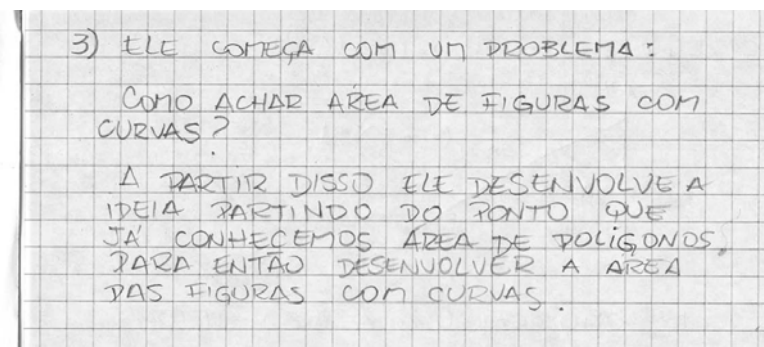 3) ELE COMEÇA COM UM PROBLEMA:
COMO ACHAR ÁREA DE FIGURAS COM
CURVAS?
A PARTIR DISSO ELE DESENVOLVE A
IDEIA PARTINDO DO PONTO QUE
JÁ CONHECEMOS ÁREA DE POLÍGONOS,
PARA ENTÃO DESENVOLVER A ÁREA
DAS FIGURAS COM CURVAS.